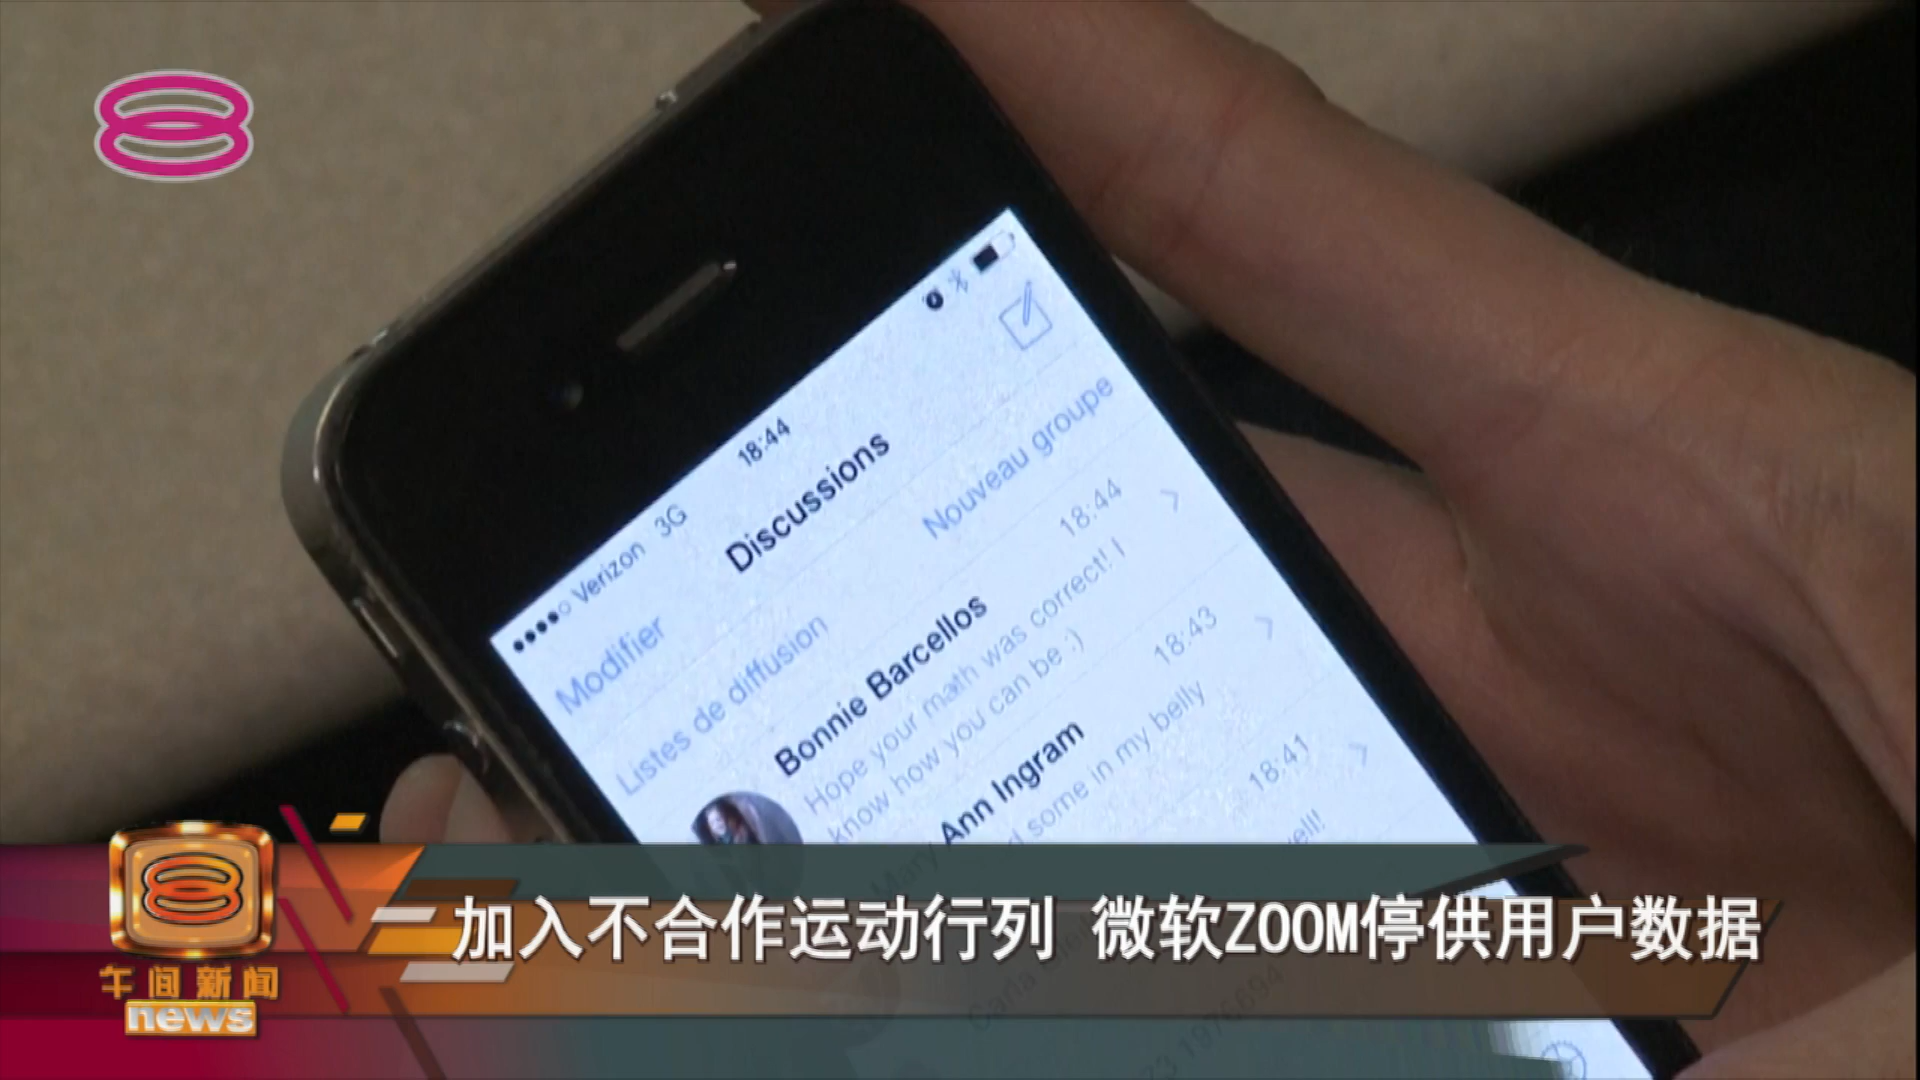 ●●●●○ Verizon 3G 18:44
Modifier Discussions
Listes de diffusion Nouveau groupe
Bonnie Barcellos 18:44
Hope your math was correct! I
know how you can be :)
Ann Ingram 18:43
some in my belly
Mary 18:41
加入不合作运动行列 微软ZOOM停供用户数据
午间新闻
news